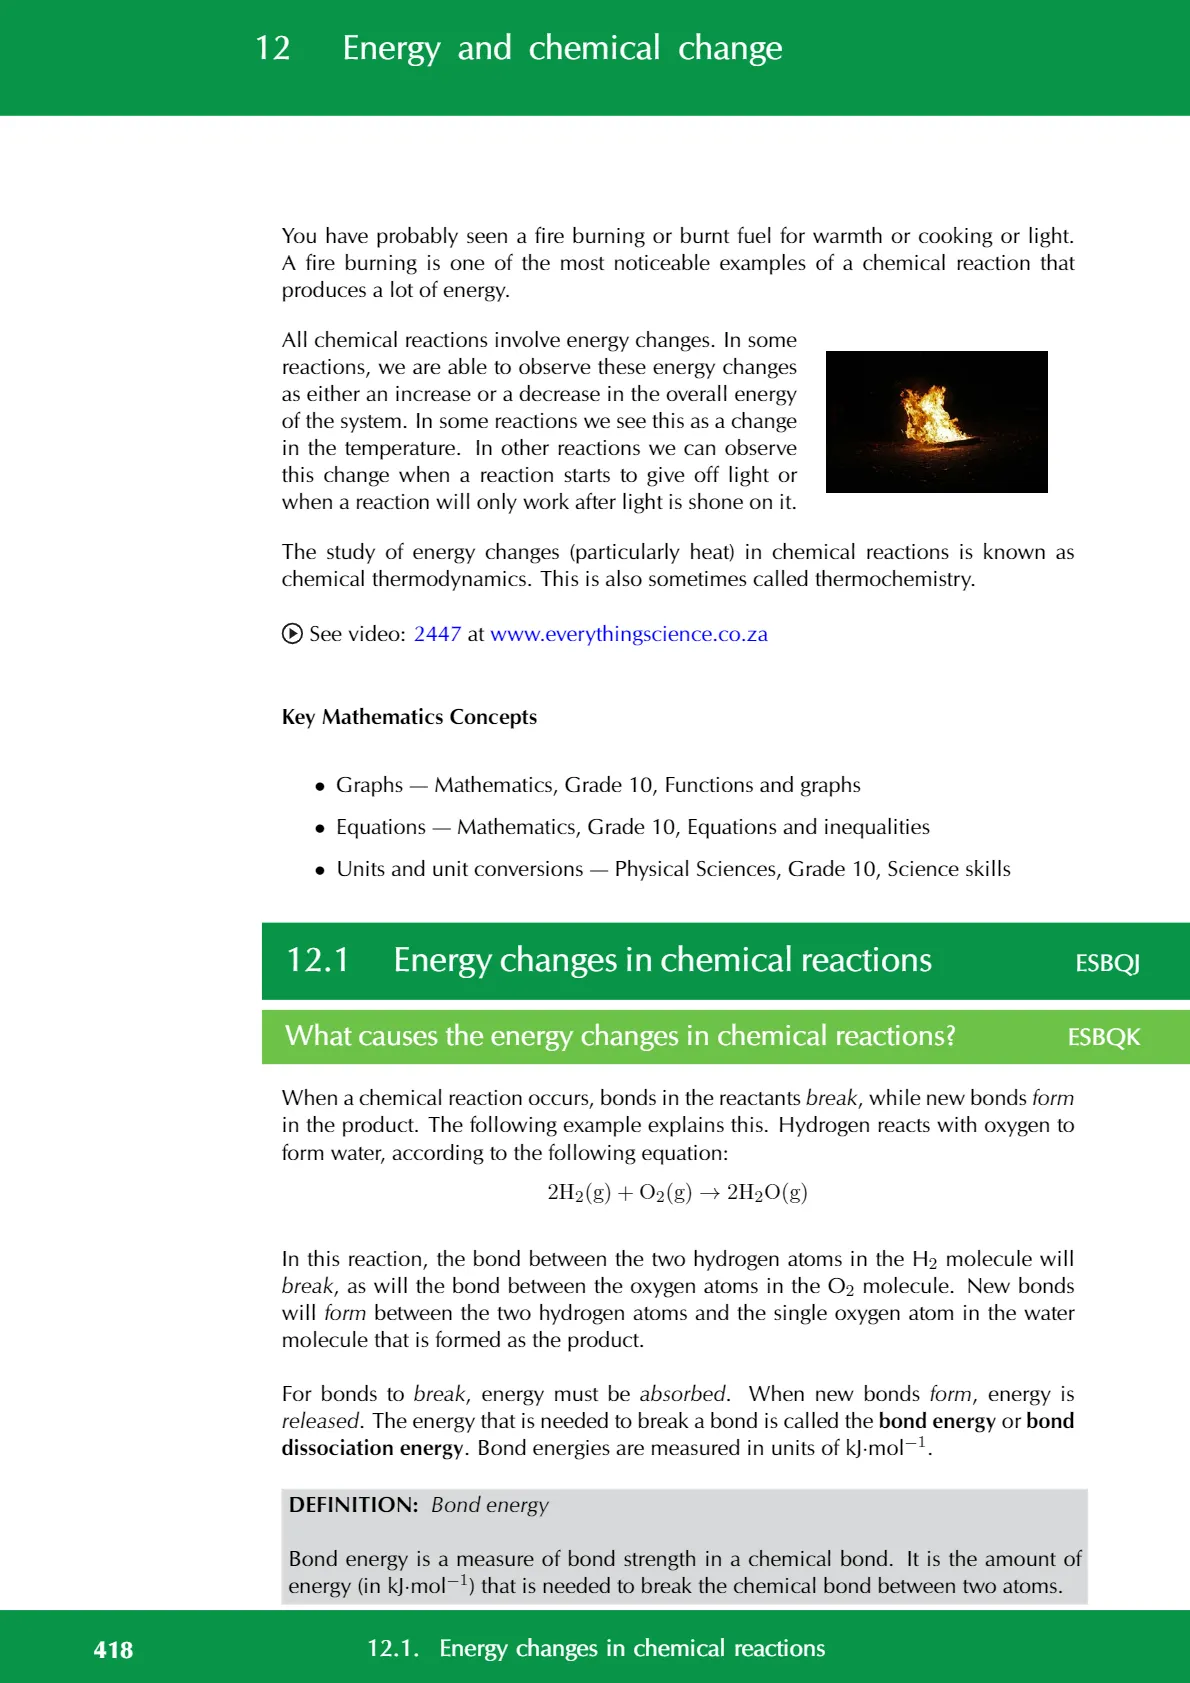 12 Energy and chemical change
You have probably seen a fire burning or burnt fuel for warmth or cooking or light.
A fire burning is one of the most noticeable examples of a chemical reaction that
produces a lot of energy.
All chemical reactions involve energy changes. In some
reactions, we are able to observe these energy changes
as either an increase or a decrease in the overall energy
of the system. In some reactions we see this as a change
in the temperature. In other reactions we can observe
this change when a reaction starts to give off light or
when a reaction will only work after light is shone on it.
The study of energy changes (particularly heat) in chemical reactions is known as
chemical thermodynamics. This is also sometimes called thermochemistry.
See video: 2447 at www.everythingscience.co.za
Key Mathematics Concepts
• Graphs — Mathematics, Grade 10, Functions and graphs
• Equations — Mathematics, Grade 10, Equations and inequalities
• Units and unit conversions — Physical Sciences, Grade 10, Science skills
12.1 Energy changes in chemical reactions ESBQJ
What causes the energy changes in chemical reactions? ESBQK
When a chemical reaction occurs, bonds in the reactants break, while new bonds form
in the product. The following example explains this. Hydrogen reacts with oxygen to
form water, according to the following equation:
2H₂(g) + O₂(g) → 2H₂O(g)
In this reaction, the bond between the two hydrogen atoms in the H₂ molecule will
break, as will the bond between the oxygen atoms in the O₂ molecule. New bonds
will form between the two hydrogen atoms and the single oxygen atom in the water
molecule that is formed as the product.
For bonds to break, energy must be absorbed. When new bonds form, energy is
released. The energy that is needed to break a bond is called the bond energy or bond
dissociation energy. Bond energies are measured in units of kJ·mol⁻¹.
DEFINITION: Bond energy
Bond energy is a measure of bond strength in a chemical bond. It is the amount of
energy (in kJ·mol⁻¹) that is needed to break the chemical bond between two atoms.
418 12.1. Energy changes in chemical reactions